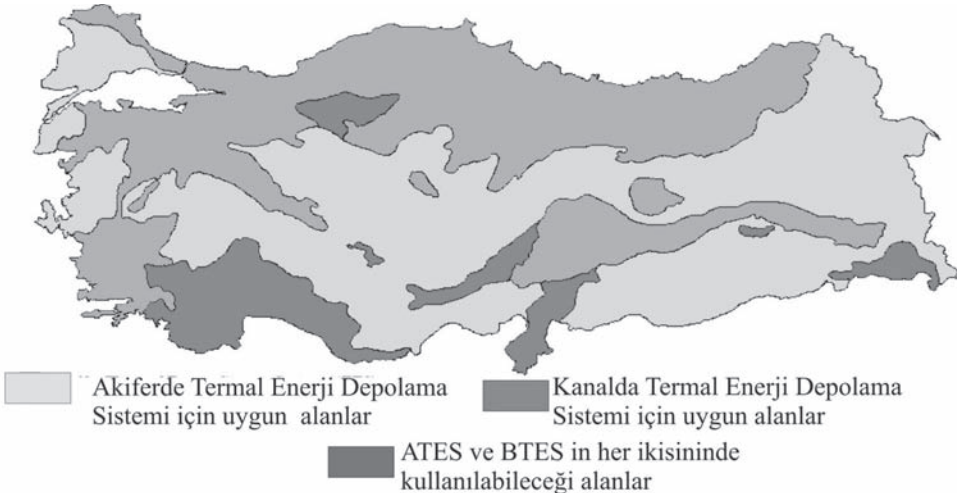 Akiferde Termal Enerji Depolama
Sistemi için uygun alanlar
Kanalda Termal Enerji Depolama
Sistemi için uygun alanlar
ATES ve BTES in her ikisininde
kullanılabileceği alanlar